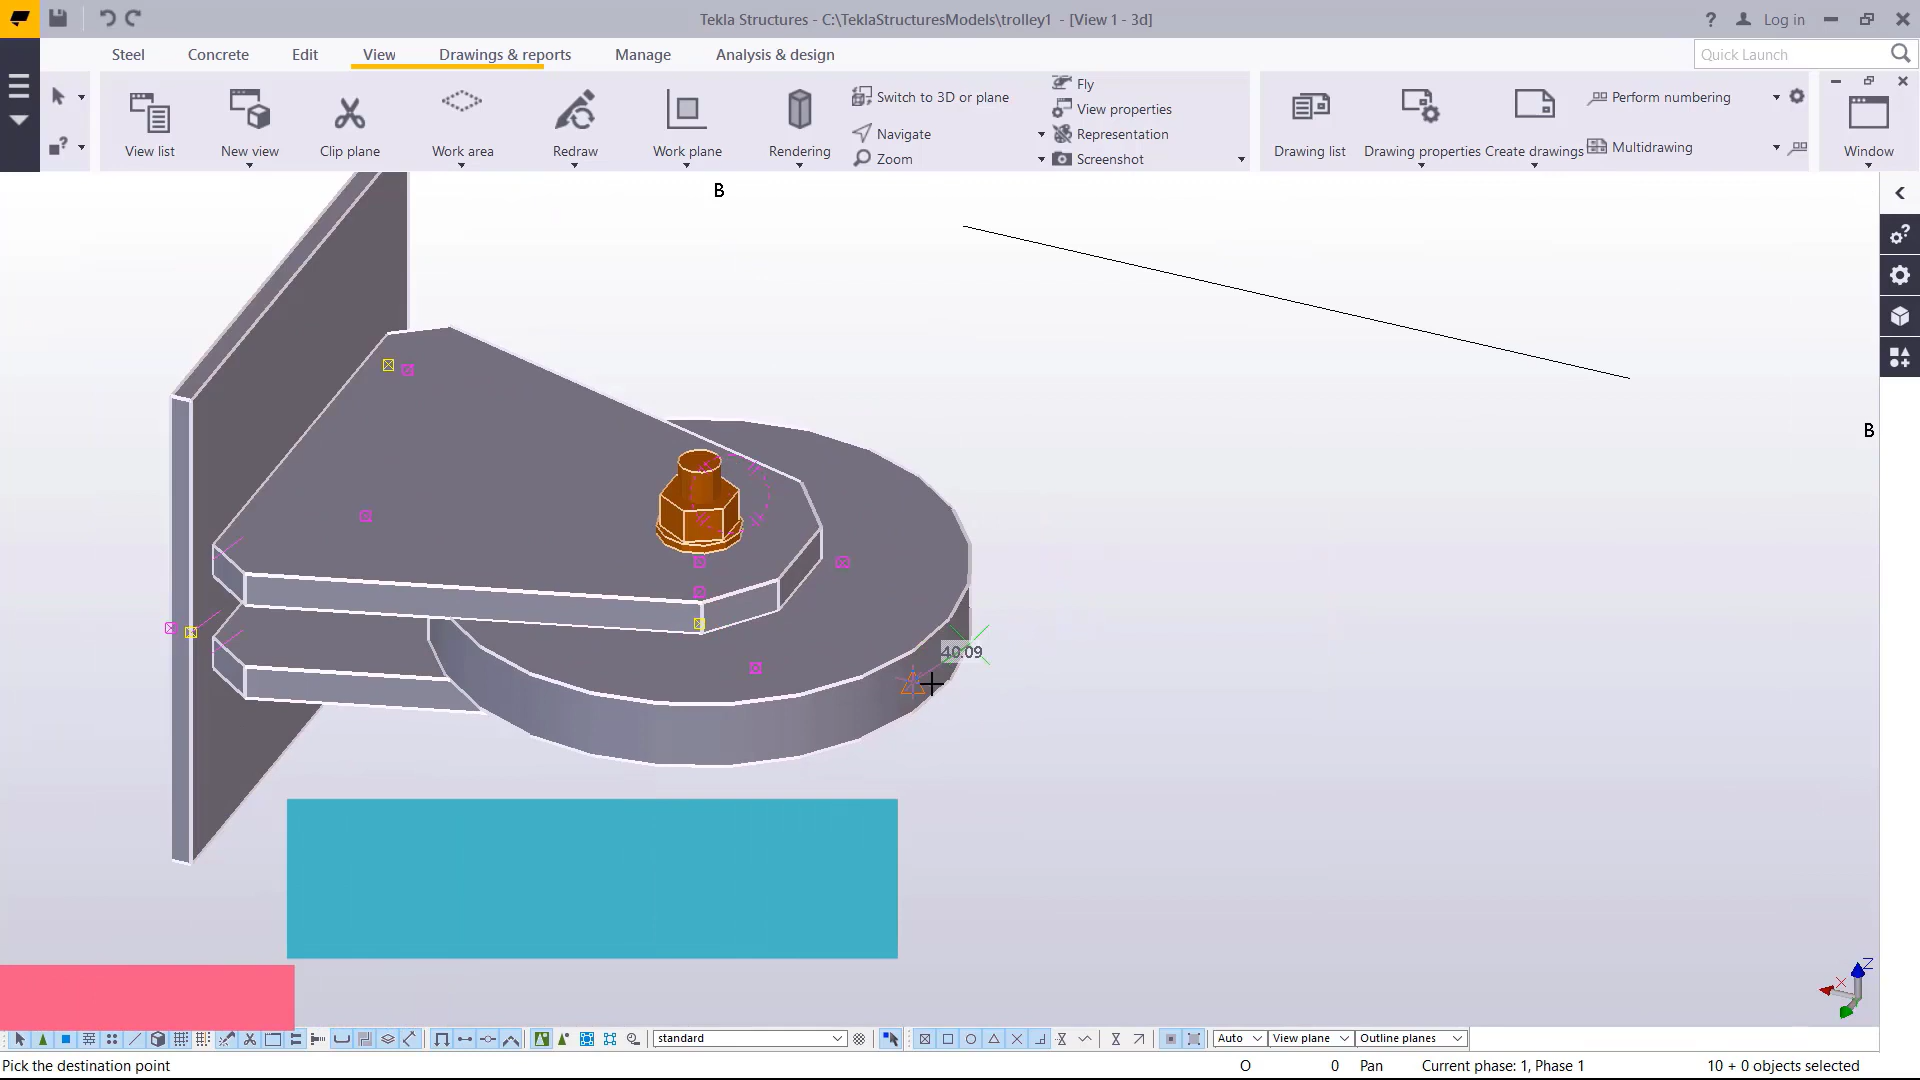 Tekla Structures - C:\TeklaStructuresModels\trolley1 - [View 1 - 3d]
? Log in
Steel Concrete Edit View Drawings & reports Manage Analysis & design
Quick Launch
View list
New view
Clip plane
Work area
Redraw
Work plane
Rendering
Switch to 3D or plane
Navigate
Zoom
Fly
View properties
Representation
Screenshot
Drawing list
Drawing properties
Create drawings
Perform numbering
Multidrawing
Window
B
B
40.09
Z
X
standard
Auto
View plane
Outline planes
Pick the destination point
O 0 Pan Current phase: 1, Phase 1 10 + 0 objects selected